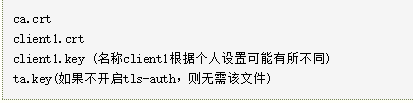 ca.crt
client1.crt
client1.key (名称client1根据个人设置可能有所不同)
ta.key(如果不开启tls-auth，则无需该文件)